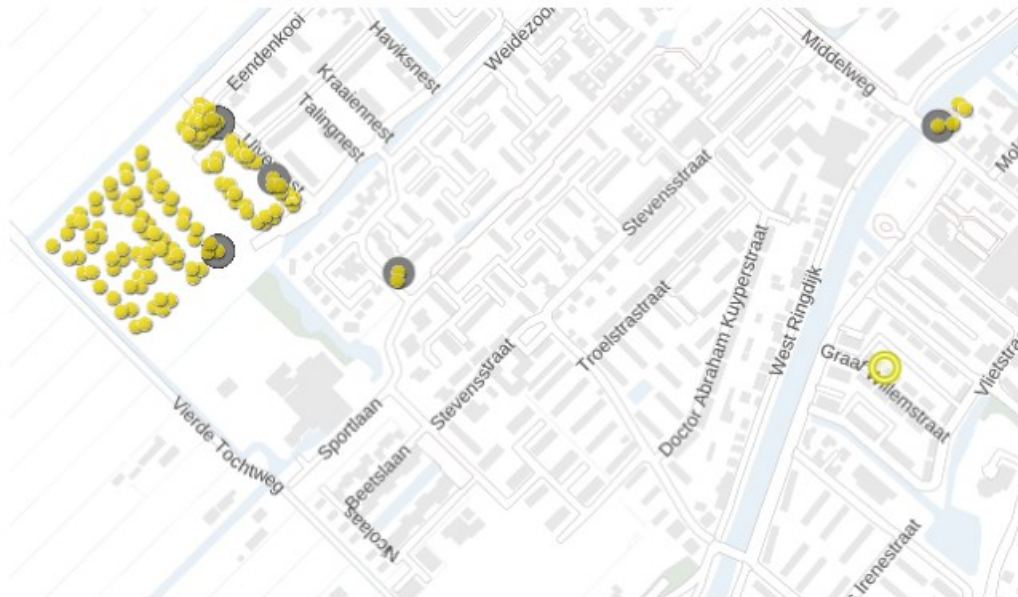 Eendenkooi
Haviksnest
Weidezoom
Middelweg
Kraaiennest
Talingnest
Stevensstraat
Doctor Abraham Kuyperstraat
West Ringdijk
Troelstrastraat
Graaf Willemstraat
Stevensstraat
Sportlaan
Vierde Tochtweg
Beetslaan
Nicolaas
Irenestraat